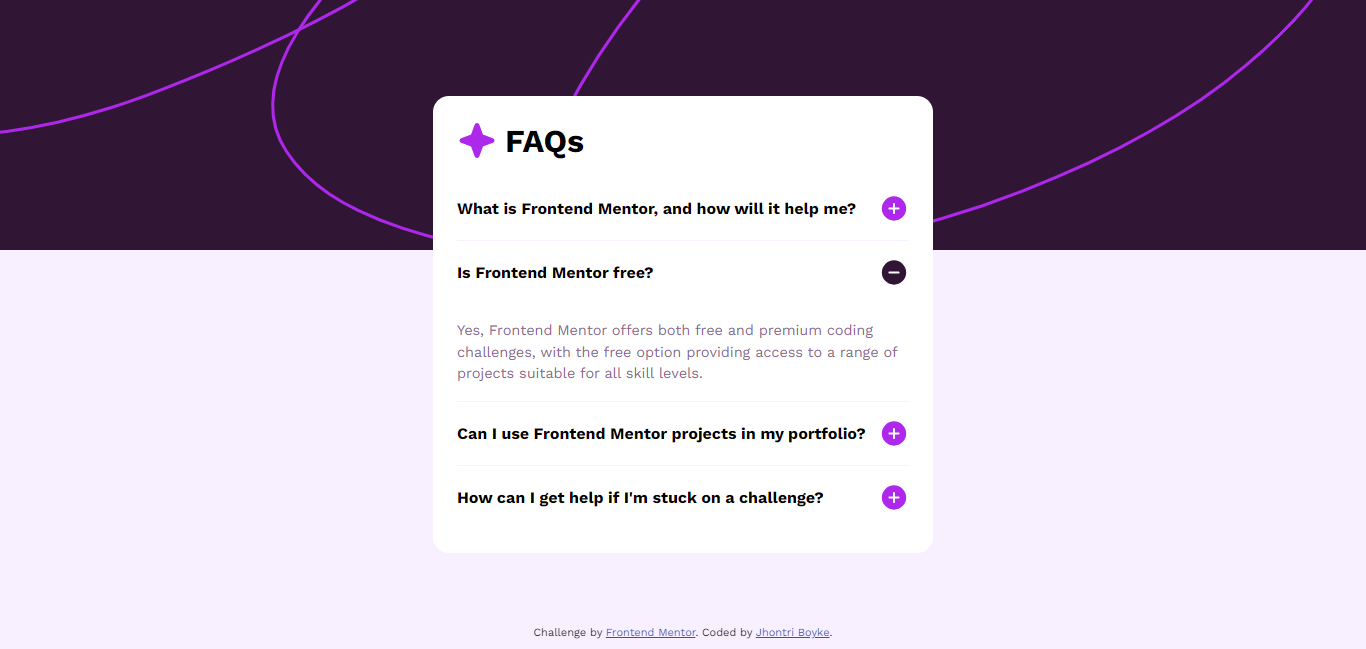 FAQs
What is Frontend Mentor, and how will it help me?
Is Frontend Mentor free?
Yes, Frontend Mentor offers both free and premium coding
challenges, with the free option providing access to a range of
projects suitable for all skill levels.
Can I use Frontend Mentor projects in my portfolio?
How can I get help if I'm stuck on a challenge?
Challenge by Frontend Mentor. Coded by Jhontri Boyke.